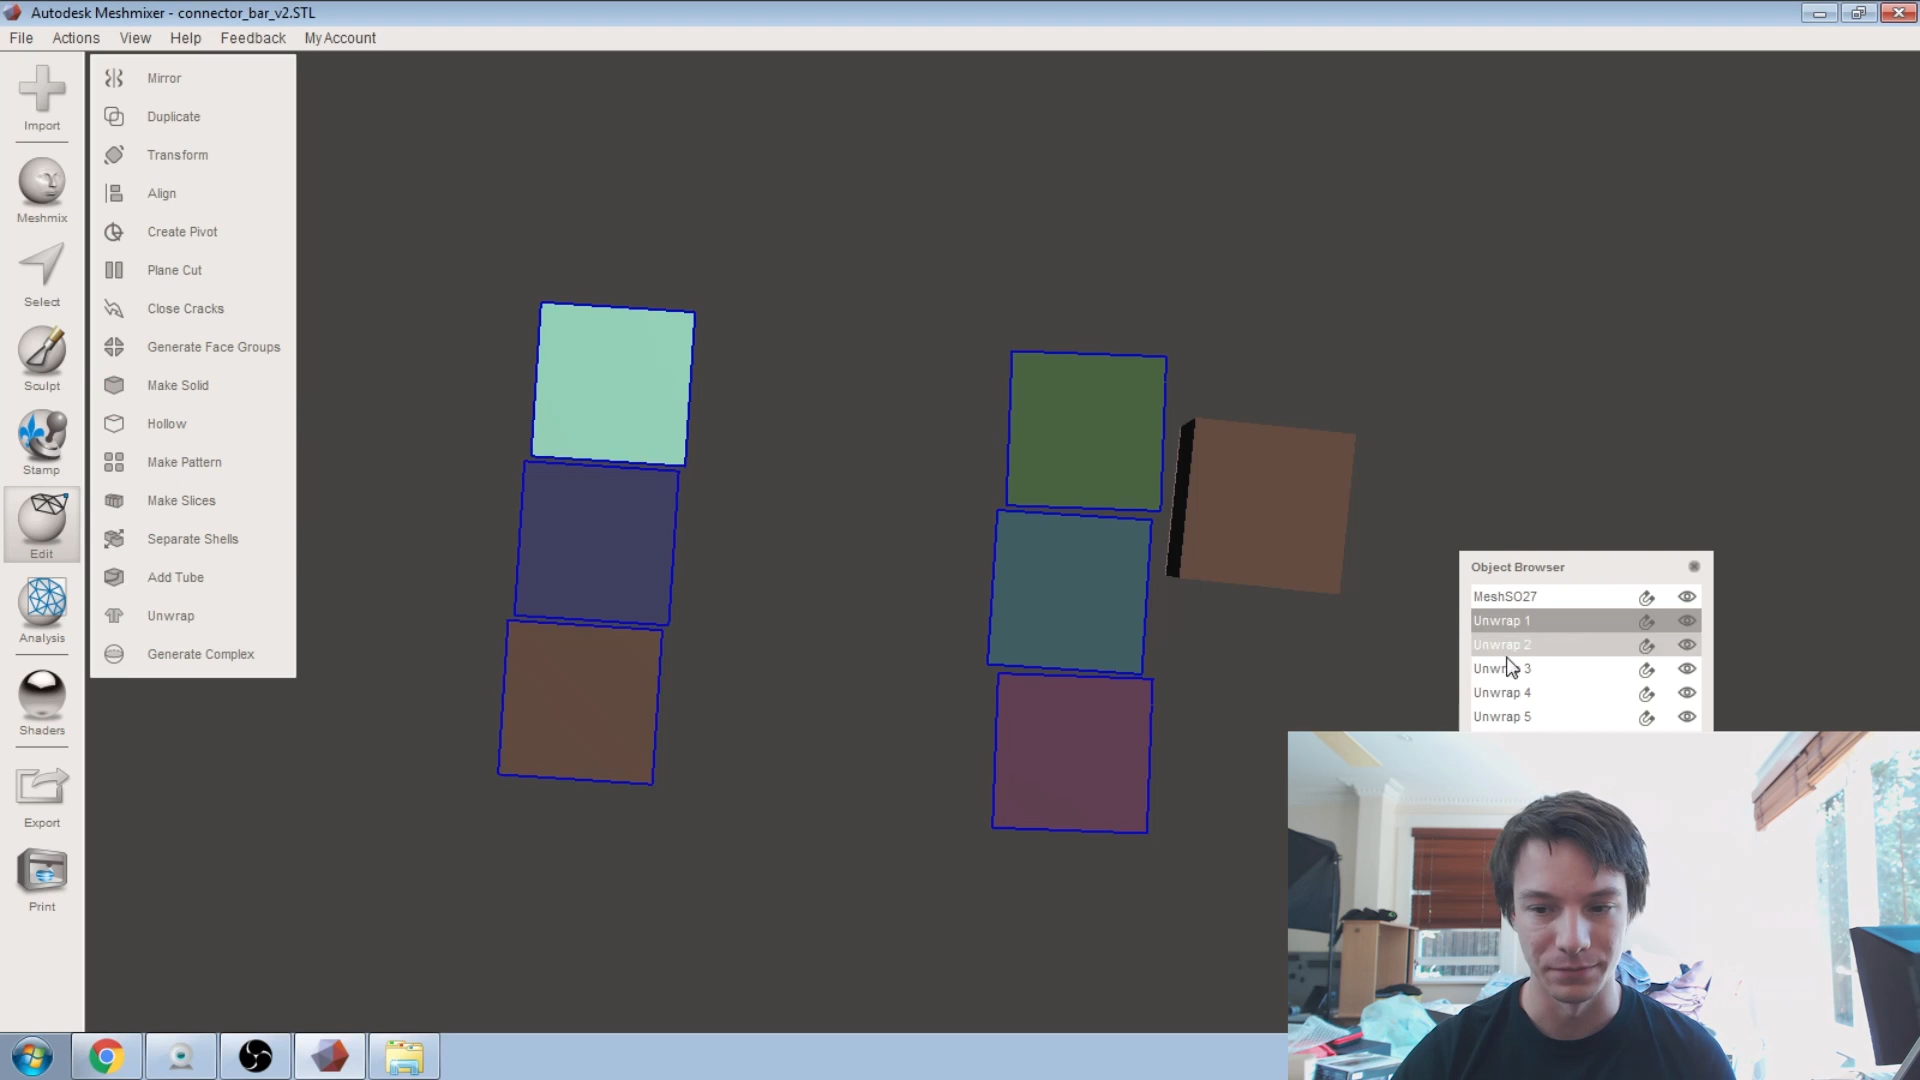 Autodesk Meshmixer - connector_bar_v2.STL
File Actions View Help Feedback My Account
Import
Meshmix
Select
Sculpt
Stamp
Edit
Analysis
Shaders
Export
Print
Mirror
Duplicate
Transform
Align
Create Pivot
Plane Cut
Close Cracks
Generate Face Groups
Make Solid
Hollow
Make Pattern
Make Slices
Separate Shells
Add Tube
Unwrap
Generate Complex
Object Browser
MeshSO27
Unwrap 1
Unwrap 2
Unwrap 3
Unwrap 4
Unwrap 5